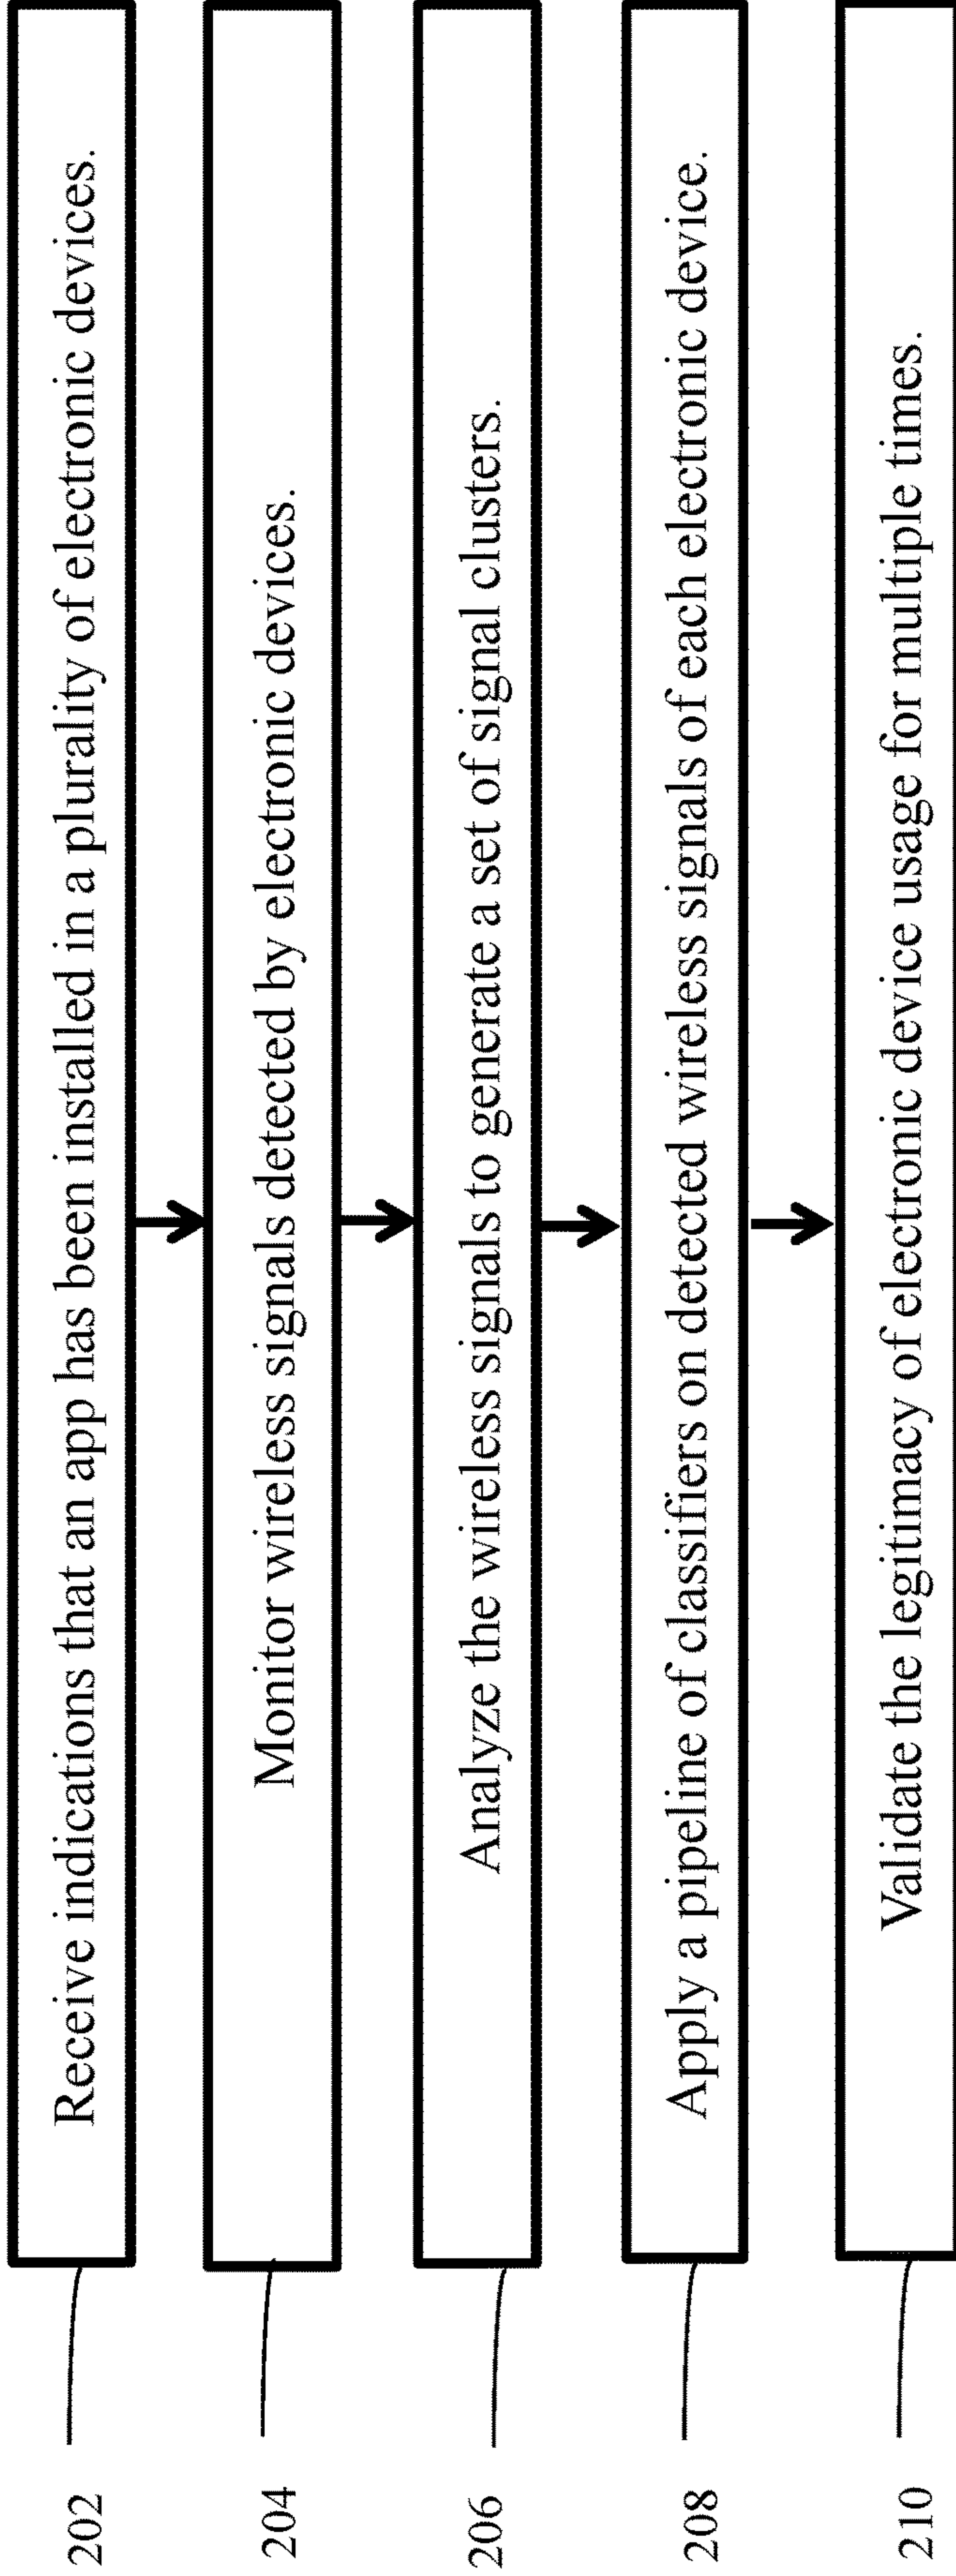 202 Receive indications that an app has been installed in a plurality of electronic devices.
204 Monitor wireless signals detected by electronic devices.
206 Analyze the wireless signals to generate a set of signal clusters.
208 Apply a pipeline of classifiers on detected wireless signals of each electronic device.
210 Validate the legitimacy of electronic device usage for multiple times.